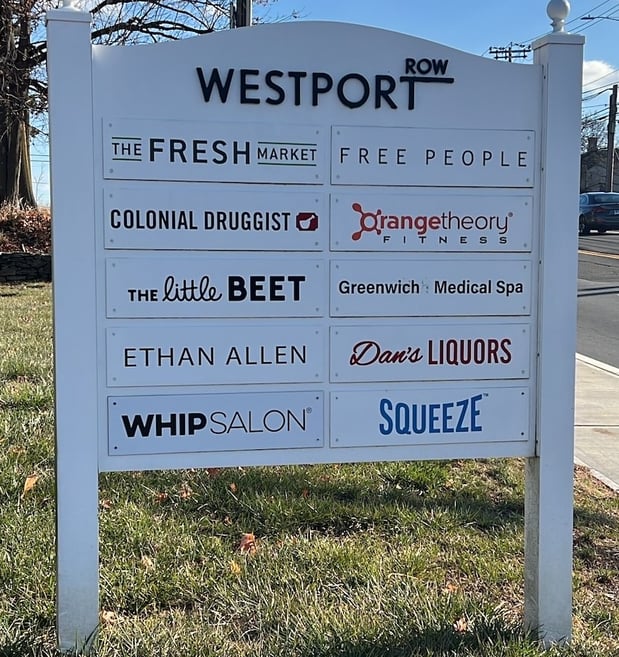 WESTPORT ROW
THE FRESH MARKET
FREE PEOPLE
COLONIAL DRUGGIST
Orangetheory®
FITNESS
THE little BEET
Greenwich Medical Spa
ETHAN ALLEN
Dan's LIQUORS
WHIPSALON®
SQUEEZE™